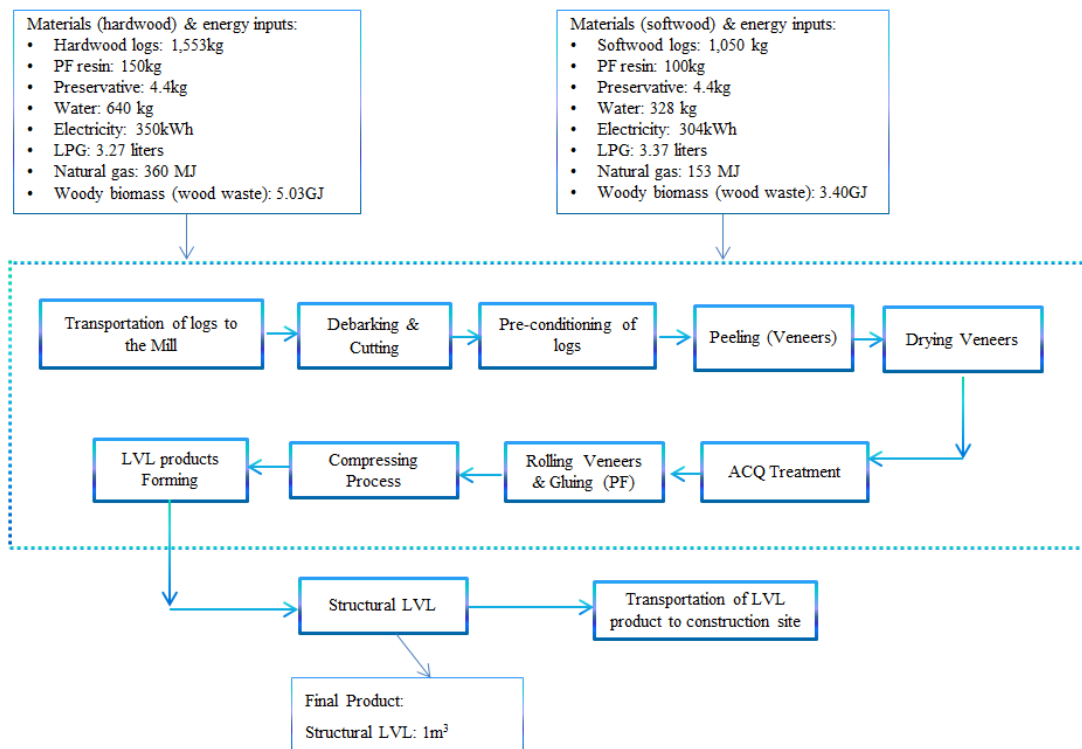 Materials (hardwood) & energy inputs:
• Hardwood logs: 1,553kg
• PF resin: 150kg
• Preservative: 4.4kg
• Water: 640 kg
• Electricity: 350kWh
• LPG: 3.27 liters
• Natural gas: 360 MJ
• Woody biomass (wood waste): 5.03GJ
Materials (softwood) & energy inputs:
• Softwood logs: 1,050 kg
• PF resin: 100kg
• Preservative: 4.4kg
• Water: 328 kg
• Electricity: 304kWh
• LPG: 3.37 liters
• Natural gas: 153 MJ
• Woody biomass (wood waste): 3.40GJ
Transportation of logs to
the Mill
Debarking &
Cutting
Pre-conditioning of
logs
Peeling (Veneers)
Drying Veneers
LVL products
Forming
Compressing
Process
Rolling Veneers
& Gluing (PF)
ACQ Treatment
Structural LVL
Transportation of LVL
product to construction site
Final Product:
Structural LVL: 1m³